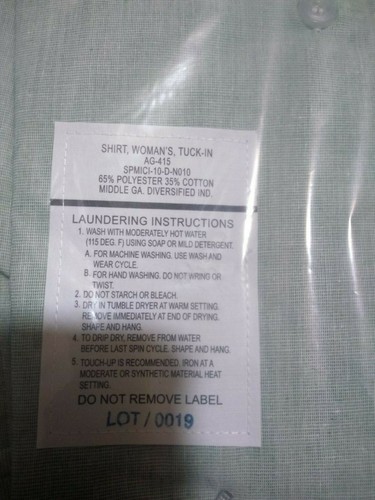 SHIRT, WOMAN'S, TUCK-IN
AG-415
SPMICI-10-D-N010
65% POLYESTER 35% COTTON
MIDDLE GA. DIVERSIFIED IND.
LAUNDERING INSTRUCTIONS
1. WASH WITH MODERATELY HOT WATER
(115 DEG. F) USING SOAP OR MILD DETERGENT.
A. FOR MACHINE WASHING. USE WASH AND
WEAR CYCLE.
B. FOR HAND WASHING. DO NOT WRING OR
TWIST.
2. DO NOT STARCH OR BLEACH.
3. DRY IN TUMBLE DRYER AT WARM SETTING.
REMOVE IMMEDIATELY AT END OF DRYING.
SHAPE AND HANG.
4. TO DRIP DRY, REMOVE FROM WATER
BEFORE LAST SPIN CYCLE. SHAPE AND HANG.
5. TOUCH-UP IS RECOMMENDED. IRON AT A
MODERATE OR SYNTHETIC MATERIAL HEAT
SETTING.
DO NOT REMOVE LABEL
LOT / 0019